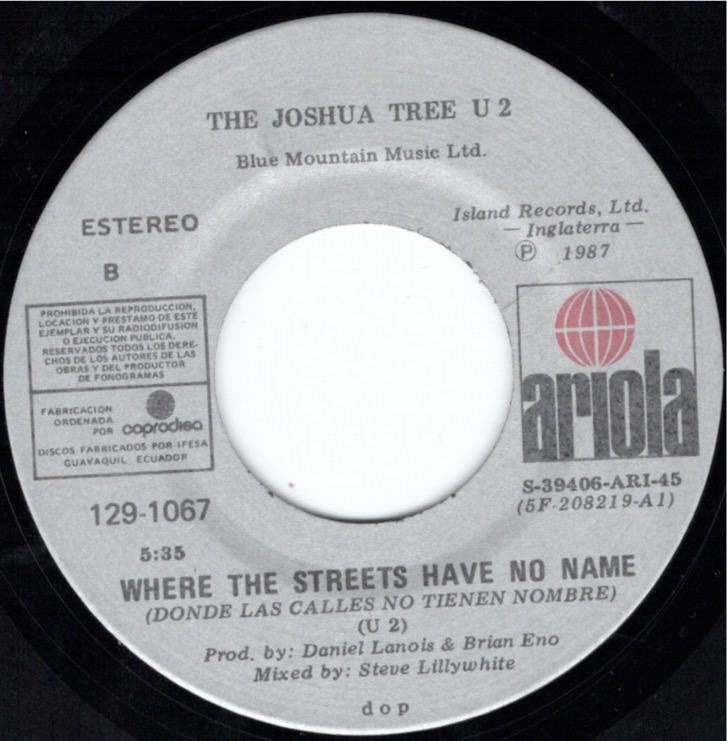 THE JOSHUA TREE U 2
Blue Mountain Music Ltd.
ESTEREO
B
Island Records, Ltd.
— Inglaterra —
Ⓟ 1987
PROHIBIDA LA REPRODUCCION,
LOCACION Y PRESTAMO DE ESTE
EJEMPLAR Y SU RADIODIFUSION
O EJECUCION PUBLICA.
RESERVADOS TODOS LOS DERE-
CHOS DE LOS AUTORES DE LAS
OBRAS Y DEL PRODUCTOR
DE FONOGRAMAS
FABRICACION
ORDENADA
POR coprodisa
DISCOS FABRICADOS POR IFESA
GUAYAQUIL ECUADOR
ariola
S-39406-ARI-45
(5F-208219-A1)
129-1067
5:35
WHERE THE STREETS HAVE NO NAME
(DONDE LAS CALLES NO TIENEN NOMBRE)
(U 2)
Prod. by: Daniel Lanois & Brian Eno
Mixed by: Steve Lillywhite
d o p